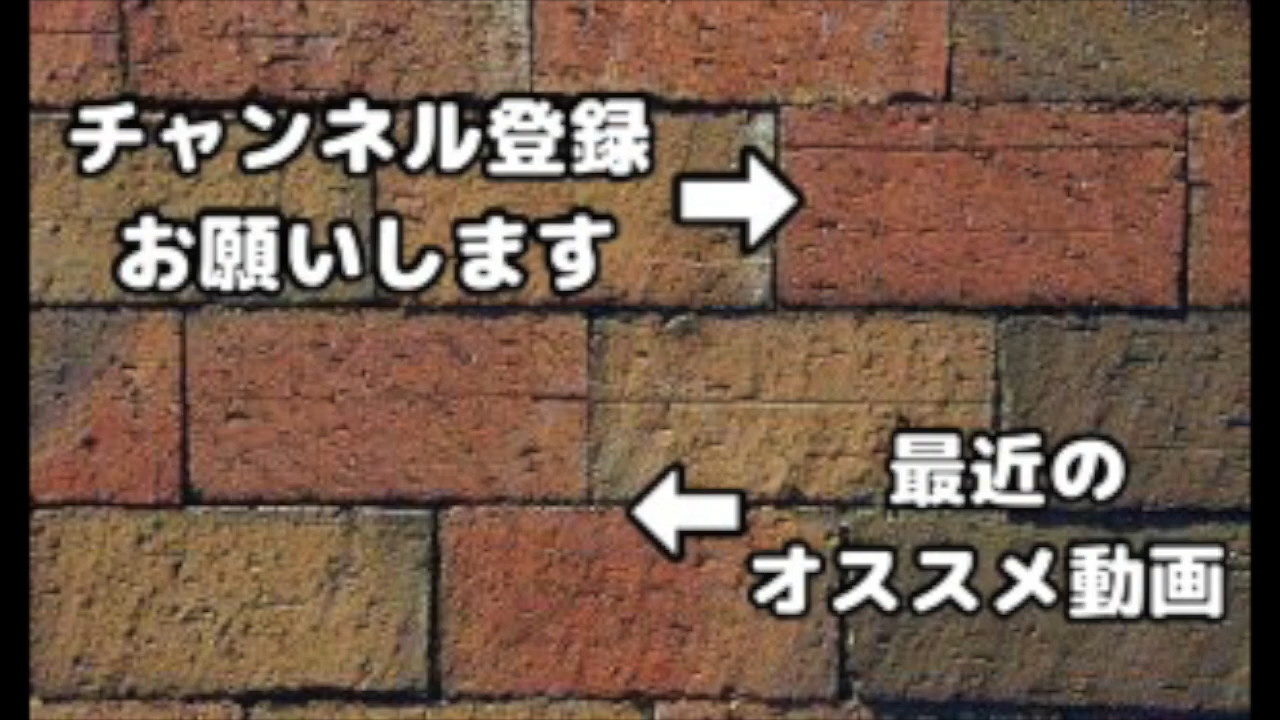 チャンネル登録
お願いします
最近の
オススメ動画